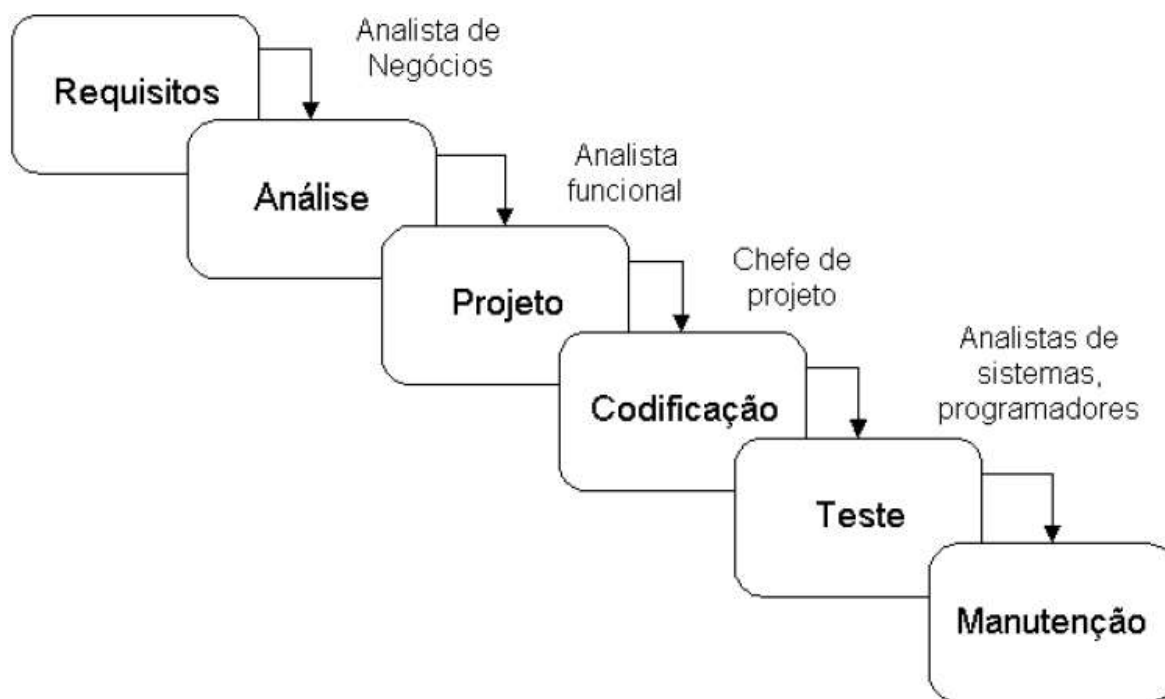 Requisitos
Analista de
Negócios
Análise
Analista
funcional
Projeto
Chefe de
projeto
Codificação
Analistas de
sistemas,
programadores
Teste
Manutenção